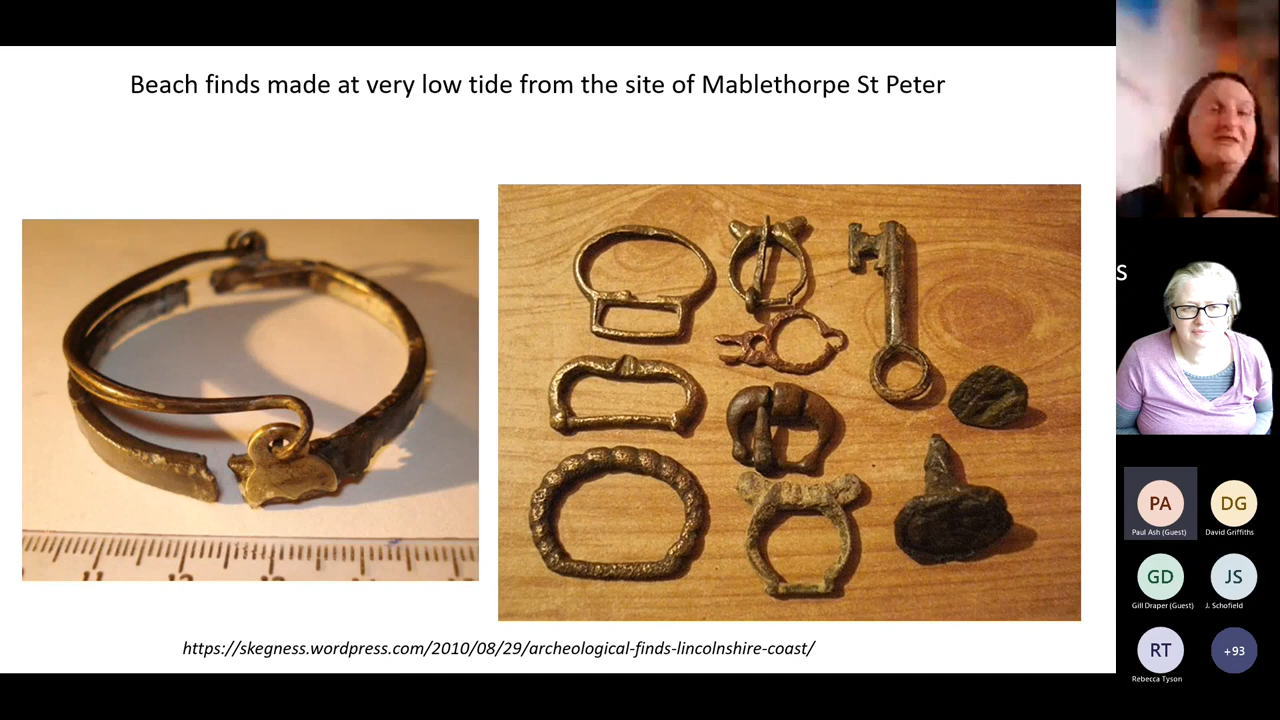 Beach finds made at very low tide from the site of Mablethorpe St Peter
https://skegness.wordpress.com/2010/08/29/archeological-finds-lincolnshire-coast/
S
PA
Paul Ash (Guest)
DG
David Griffiths
GD
Gill Draper (Guest)
JS
J. Schofield
RT
Rebecca Tyson
+93